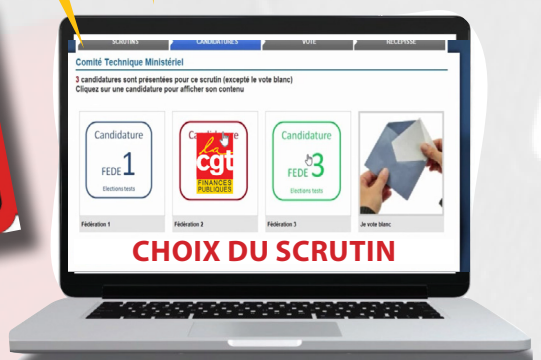 SCRUTINS CANDIDATURES VOTE RECEPISSE
Comité Technique Ministériel
3 candidatures sont présentées pour ce scrutin (excepté le vote blanc)
Cliquez sur une candidature pour afficher son contenu
Candidature
FEDE 1
Elections tests
Candidature
la
cgt
FINANCES
PUBLIQUES
Candidature
FEDE 3
Elections tests
Fédération 1
Fédération 2
Fédération 3
Je vote blanc
CHOIX DU SCRUTIN